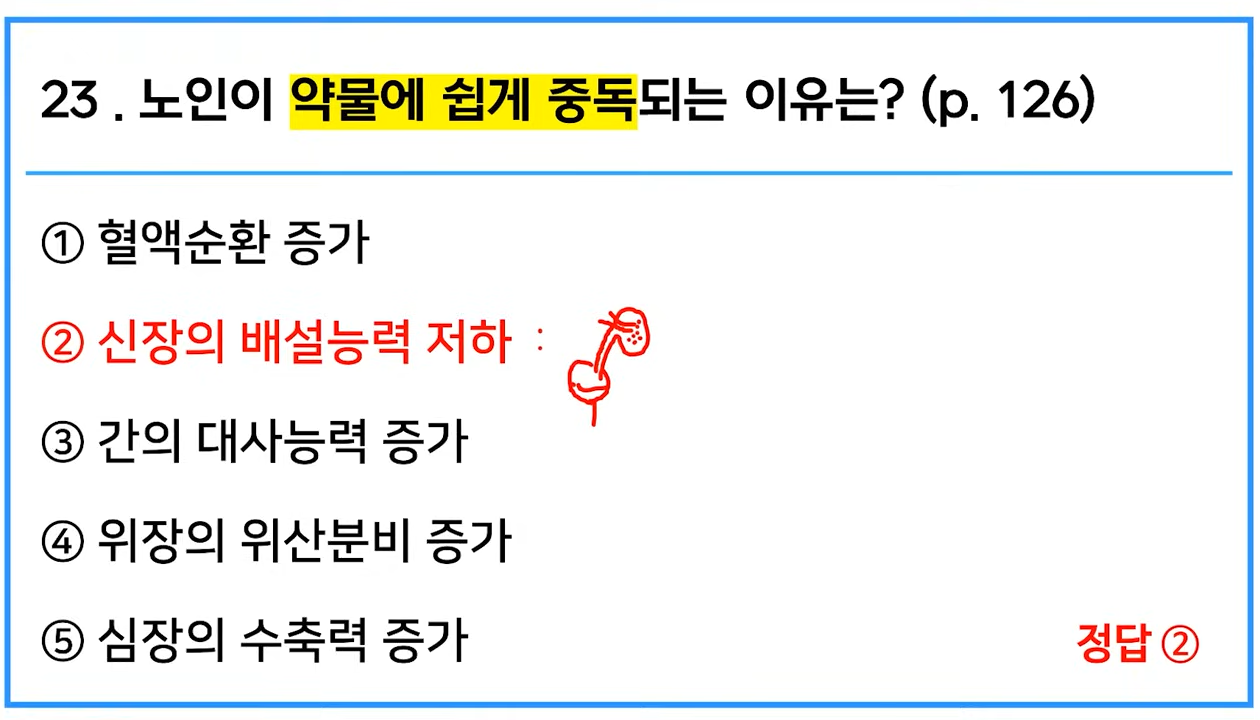 23 . 노인이 약물에 쉽게 중독되는 이유는? (p. 126)
① 혈액순환 증가
② 신장의 배설능력 저하 :
③ 간의 대사능력 증가
④ 위장의 위산분비 증가
⑤ 심장의 수축력 증가
정답 ②